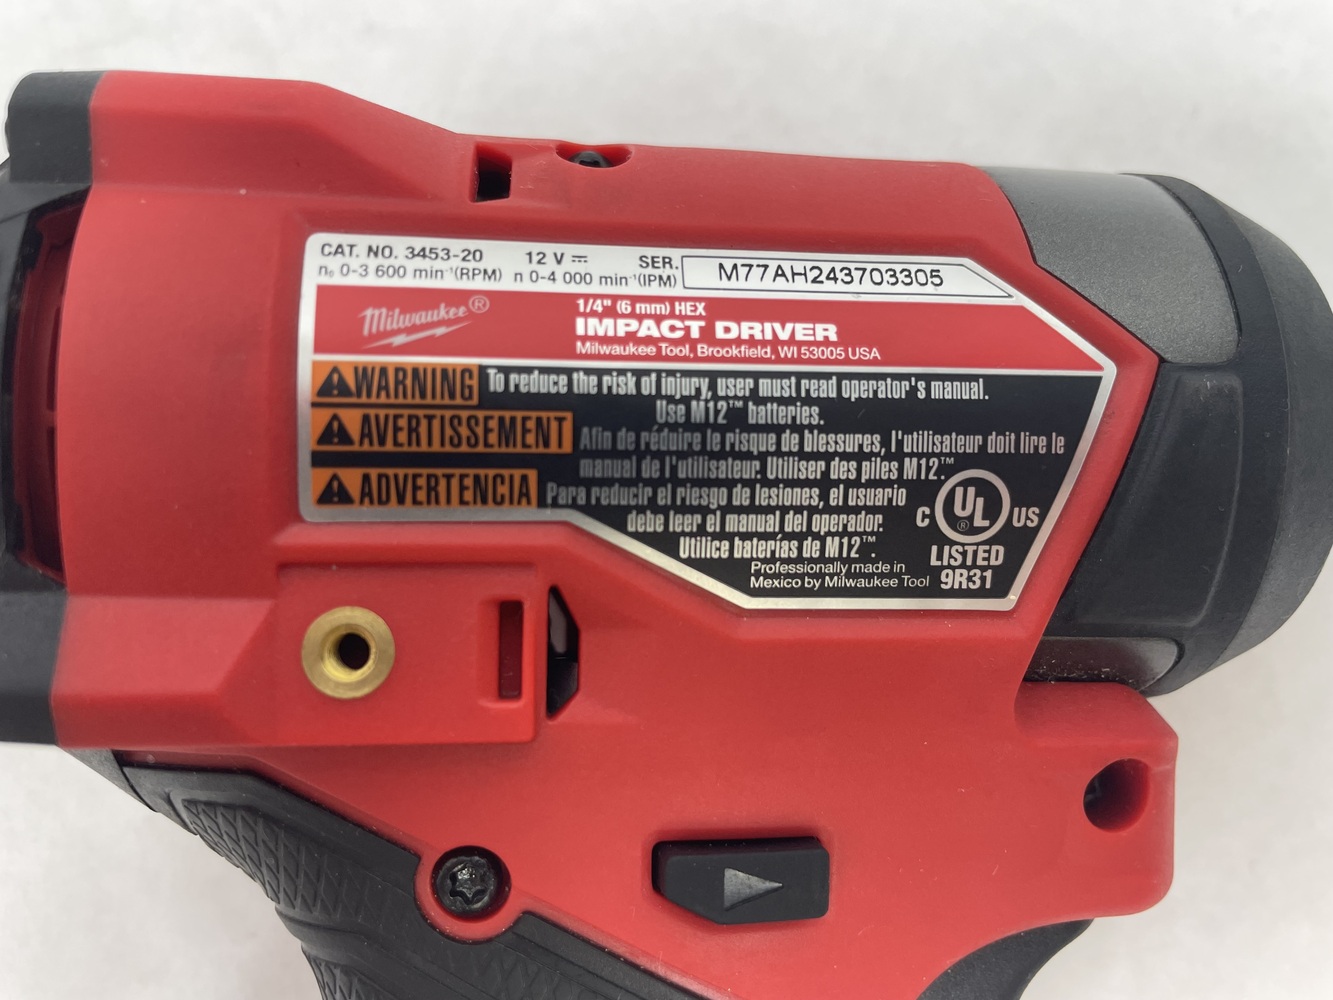 CAT. NO. 3453-20 12 V ⎓ SER. M77AH243703305
n₀ 0-3 600 min⁻¹(RPM) n 0-4 000 min⁻¹(IPM)
Milwaukee®
1/4" (6 mm) HEX
IMPACT DRIVER
Milwaukee Tool, Brookfield, WI 53005 USA
WARNING To reduce the risk of injury, user must read operator's manual.
Use M12™ batteries.
AVERTISSEMENT Afin de réduire le risque de blessures, l'utilisateur doit lire le
manual de l'utilisateur. Utiliser des piles M12.™
ADVERTENCIA Para reducir el riesgo de lesiones, el usuario
debe leer el manual del operador.
Utilice baterías de M12™.
Professionally made in
Mexico by Milwaukee Tool
C UL® US
LISTED
9R31